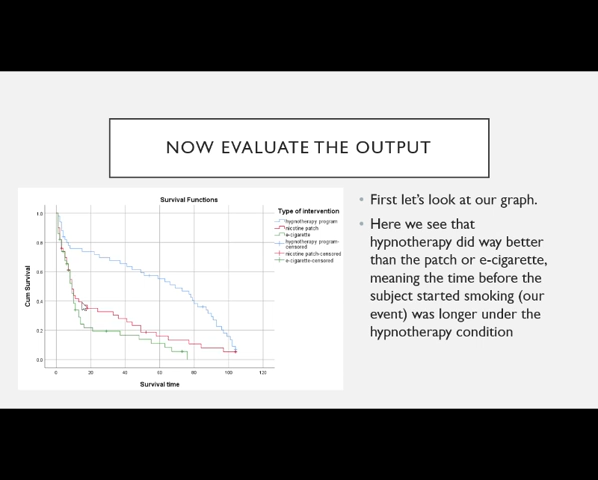 NOW EVALUATE THE OUTPUT
Survival Functions
Cum Survival
1.0
0.8
0.6
0.4
0.2
0.0
0
20
40
60
80
100
120
Survival time
Type of intervention
hypnotherapy program
nicotine patch
e-cigarette
hypnotherapy program-
censored
nicotine patch-censored
e-cigarette-censored
First let's look at our graph.
Here we see that
hypnotherapy did way better
than the patch or e-cigarette,
meaning the time before the
subject started smoking (our
event) was longer under the
hypnotherapy condition